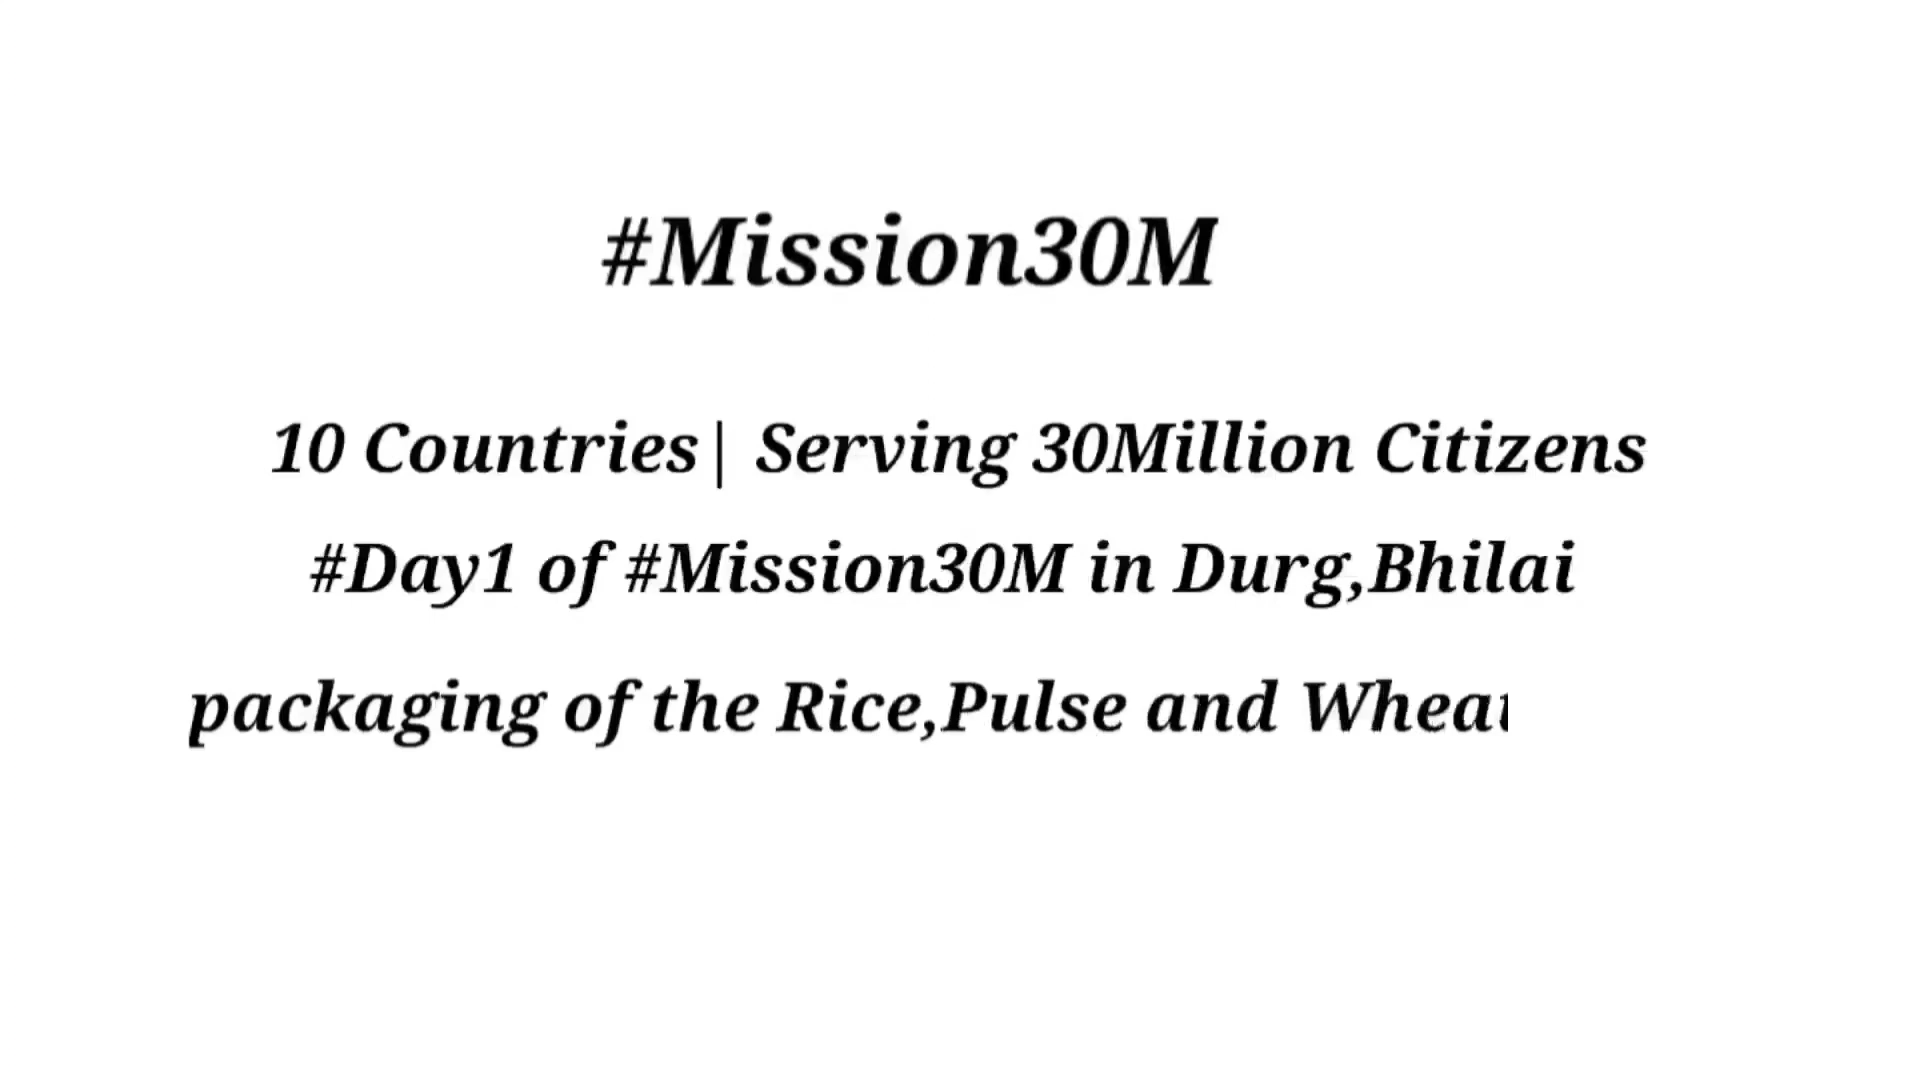 #Mission30M
10 Countries| Serving 30Million Citizens
#Day1 of #Mission30M in Durg,Bhilai
packaging of the Rice,Pulse and